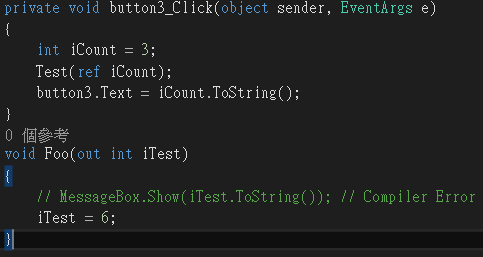 private void button3_Click(object sender, EventArgs e)
{
int iCount = 3;
Test(ref iCount);
button3.Text = iCount.ToString();
}
0 個參考
void Foo(out int iTest)
{
// MessageBox.Show(iTest.ToString()); // Compiler Error
iTest = 6;
}